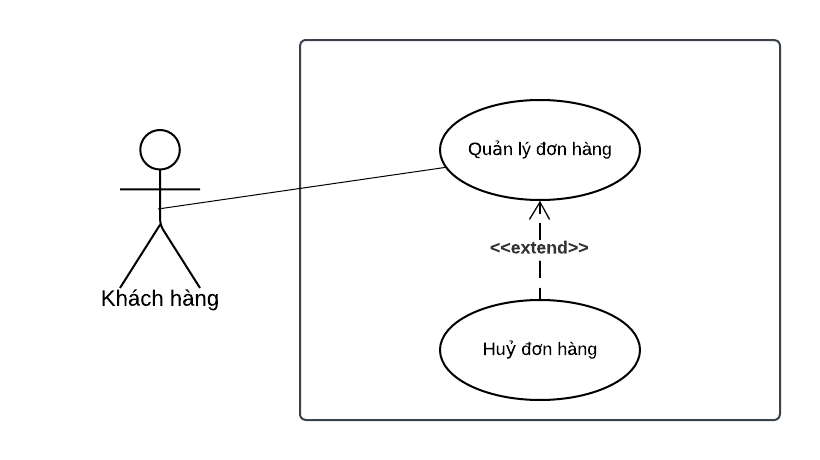 Quản lý đơn hàng
<<extend>>
Khách hàng
Huỷ đơn hàng